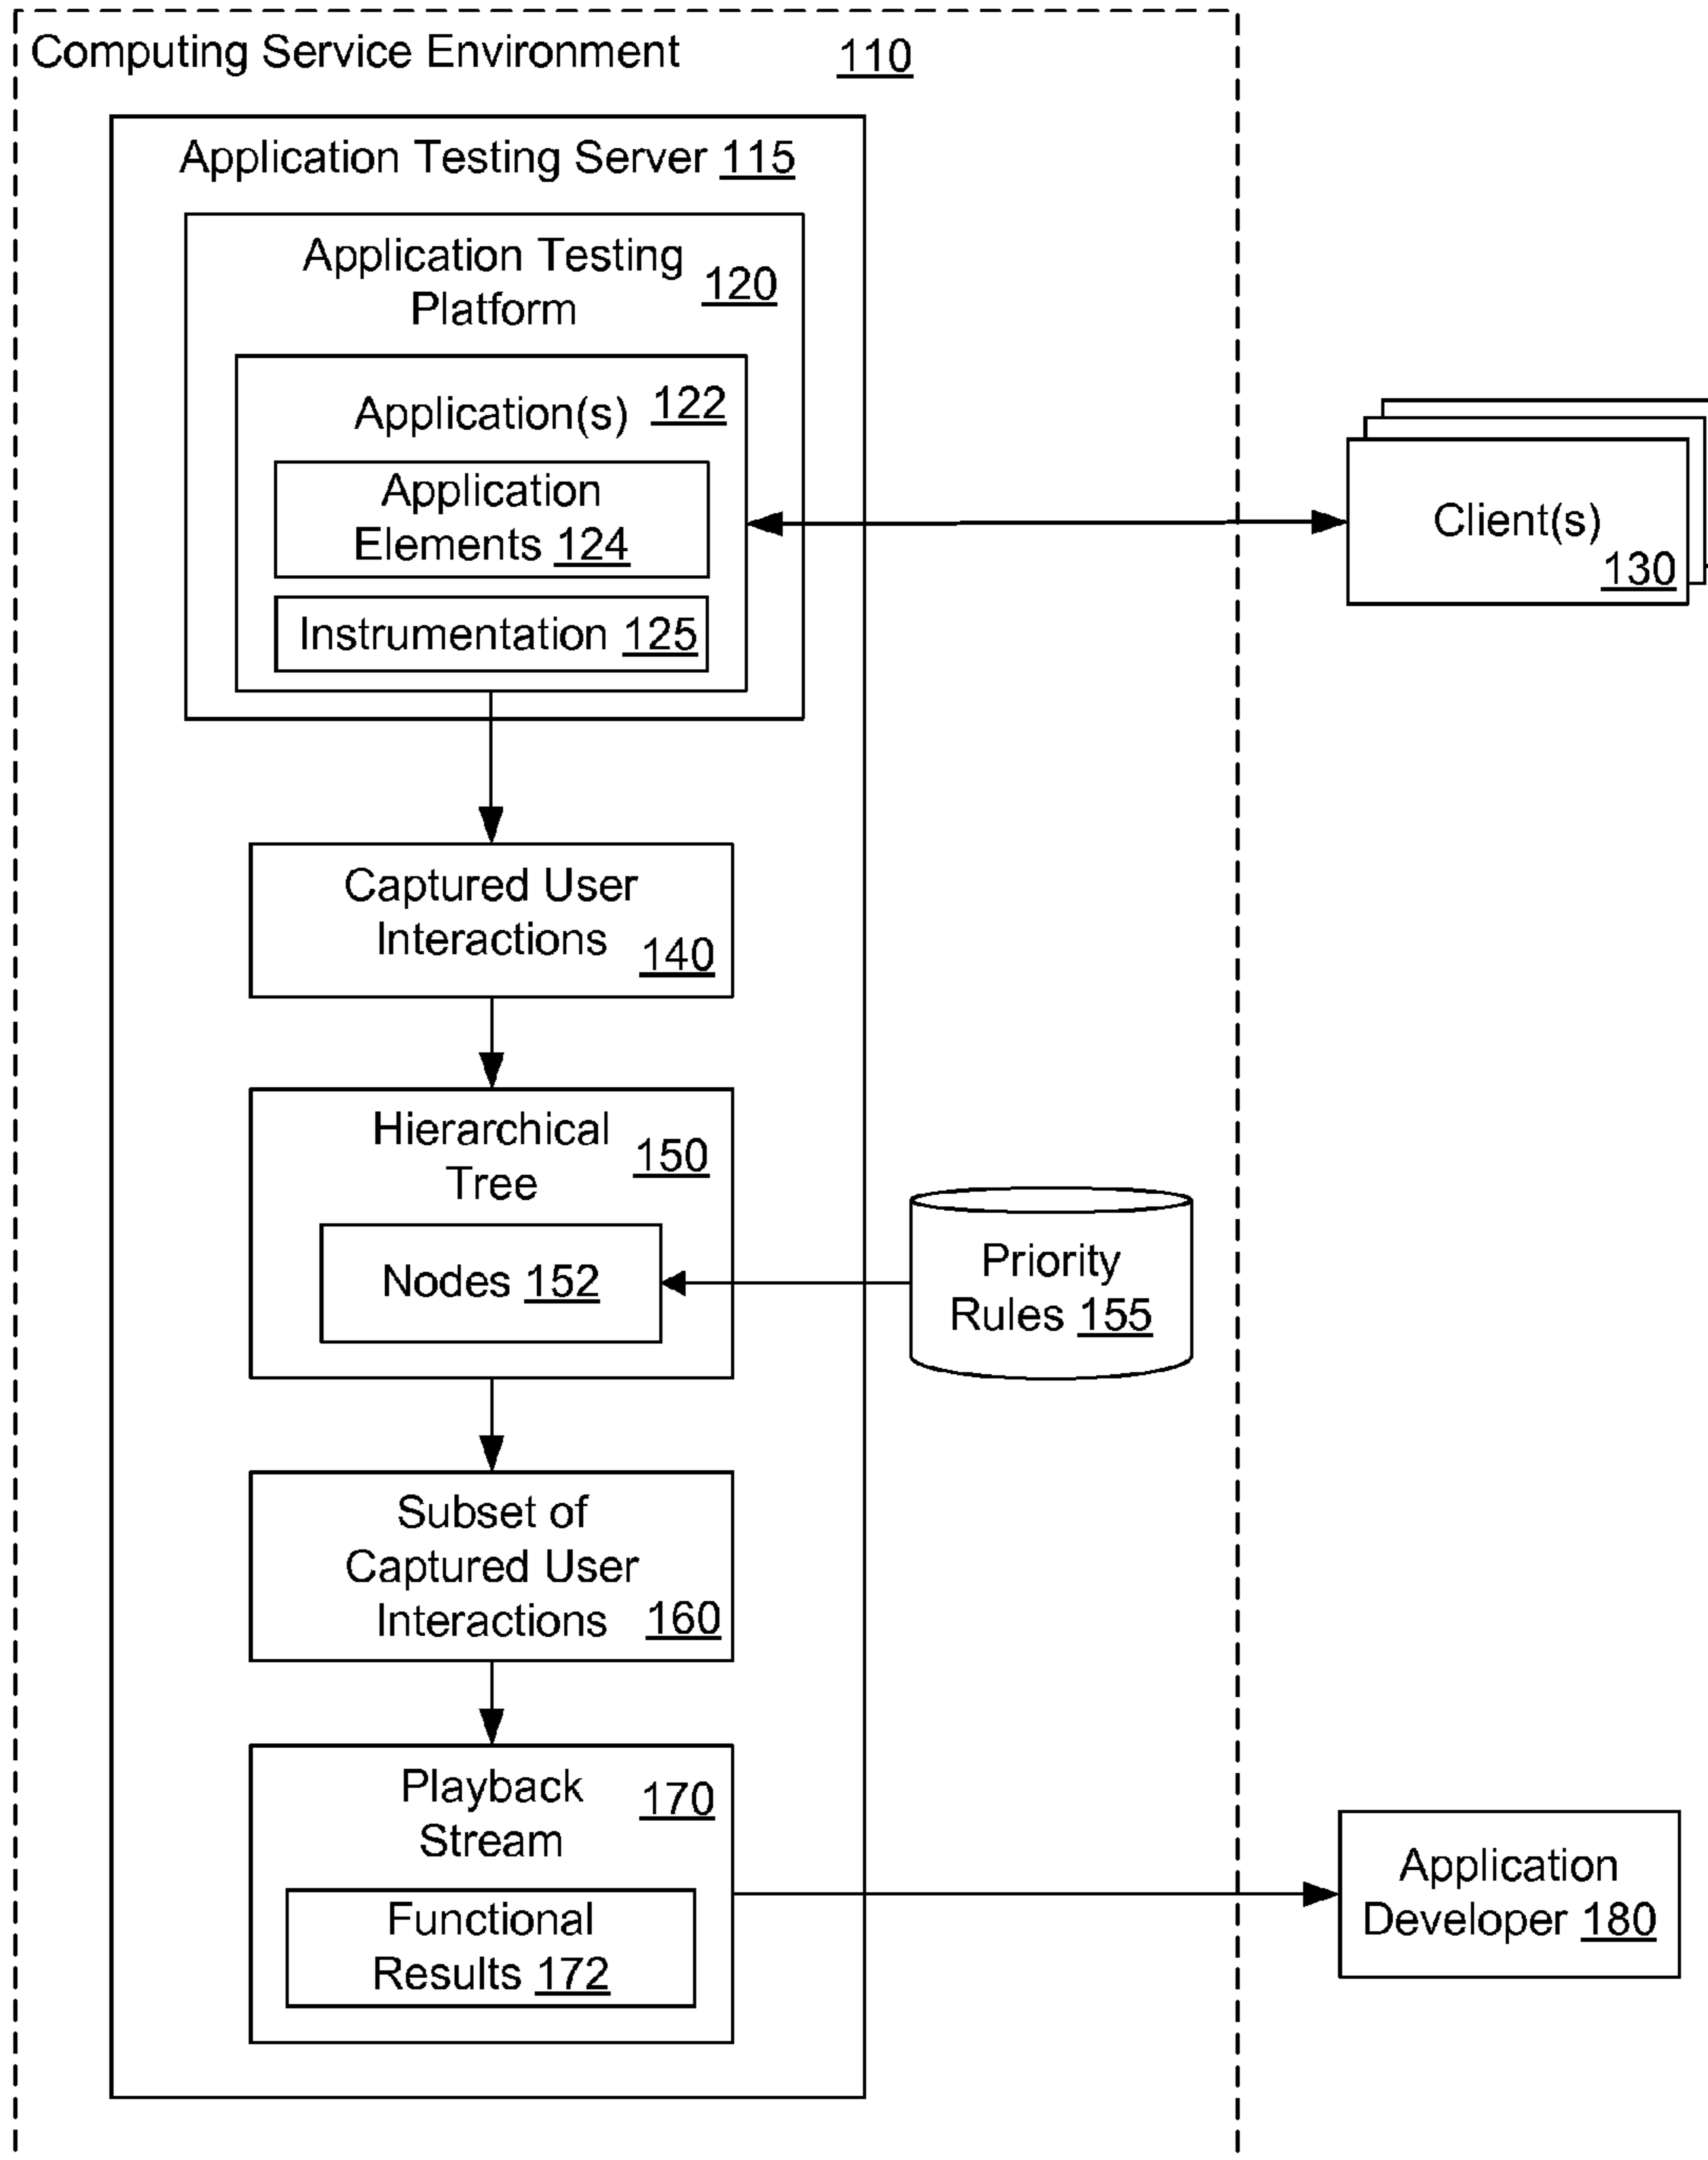 Computing Service Environment 110
Application Testing Server 115
Application Testing
Platform
120
Application(s) 122
Application
Elements 124
Instrumentation 125
Client(s)
130
Captured User
Interactions 140
Hierarchical
Tree
150
Nodes 152
Priority
Rules 155
Subset of
Captured User
Interactions 160
Playback
Stream
170
Functional
Results 172
Application
Developer 180